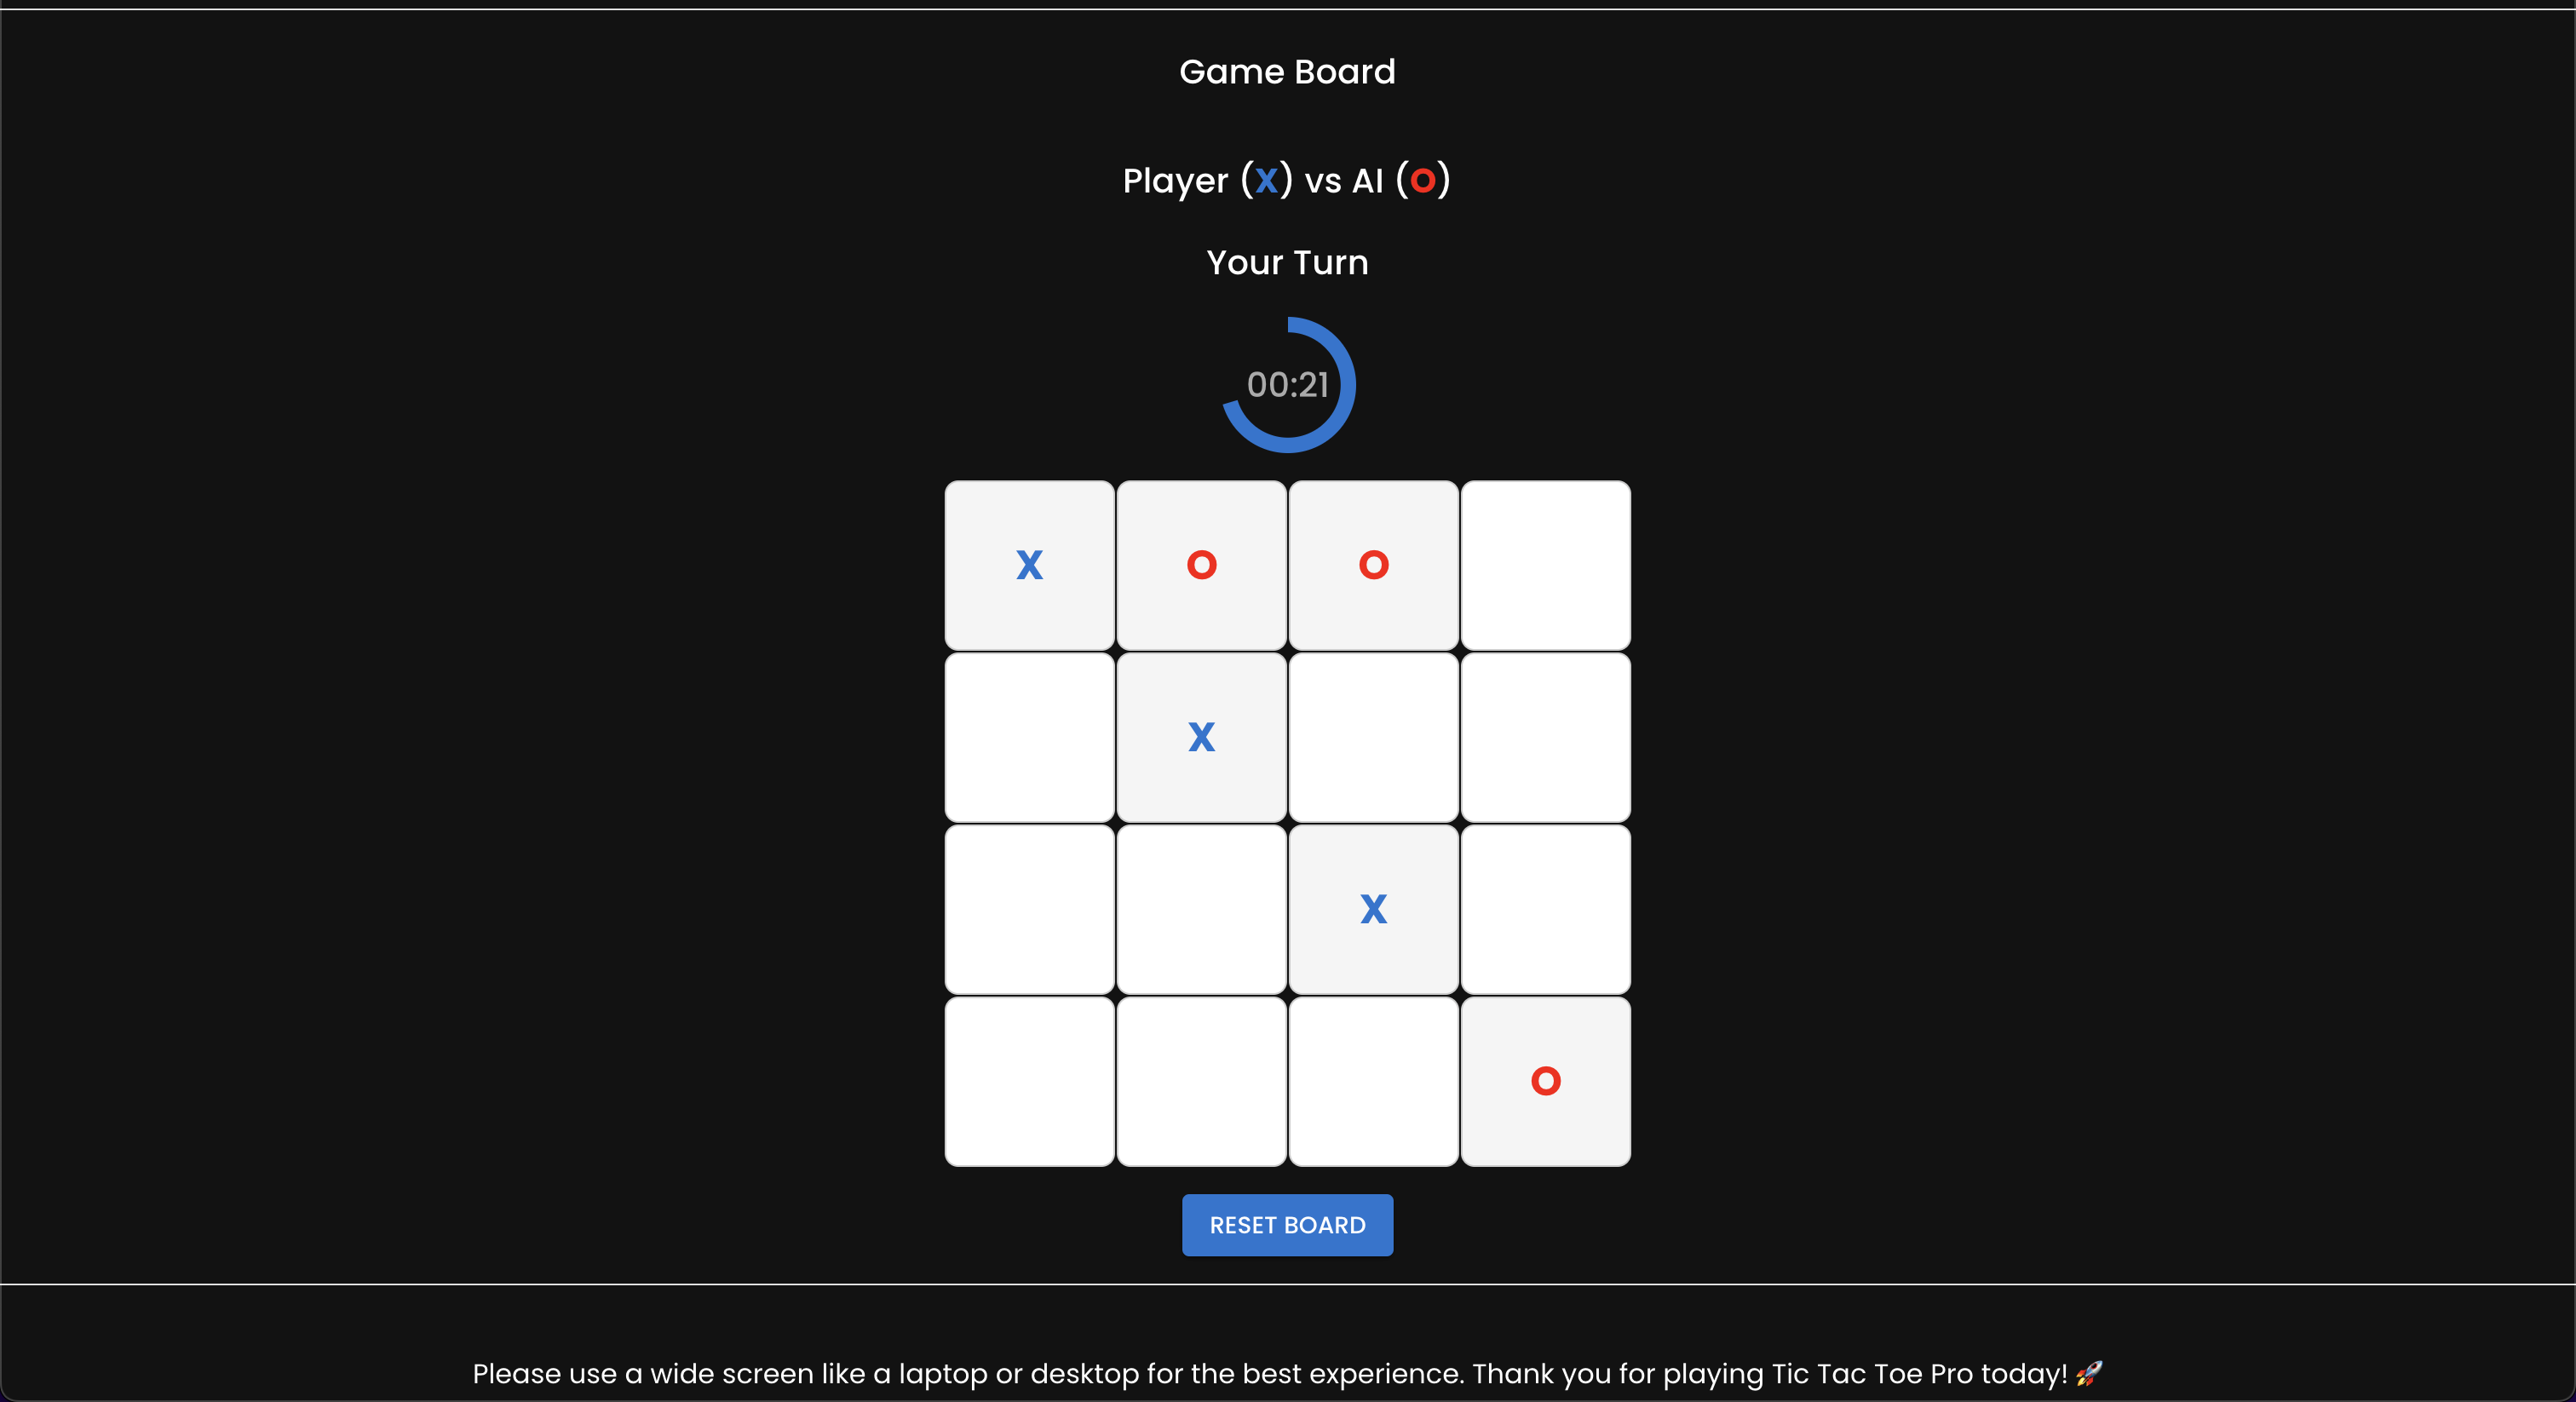 Game Board
Player (X) vs AI (O)
Your Turn
00:21
X O O
X
X
O
RESET BOARD
Please use a wide screen like a laptop or desktop for the best experience. Thank you for playing Tic Tac Toe Pro today! 🚀